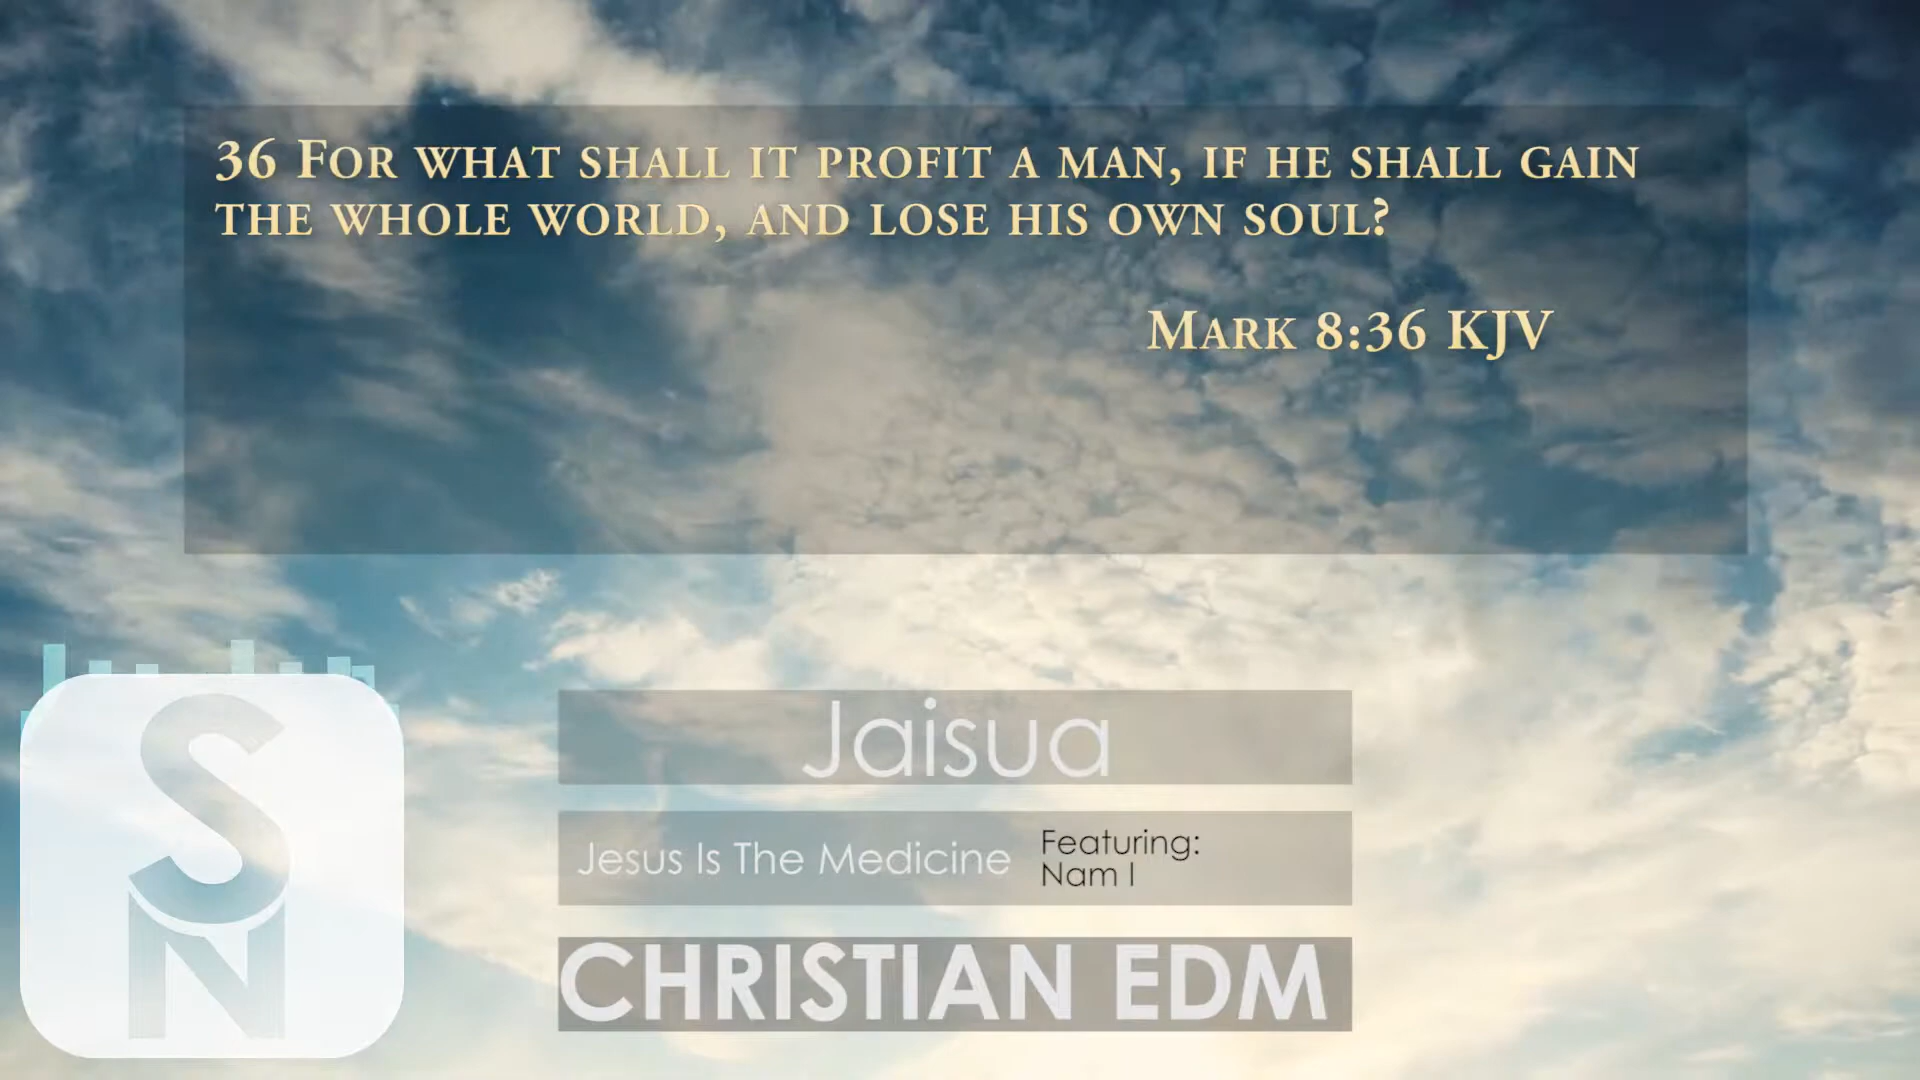 36 For what shall it profit a man, if he shall gain
the whole world, and lose his own soul?
Mark 8:36 KJV
Jaisua
Jesus Is The Medicine
Featuring:
Nam I
CHRISTIAN EDM
S
N